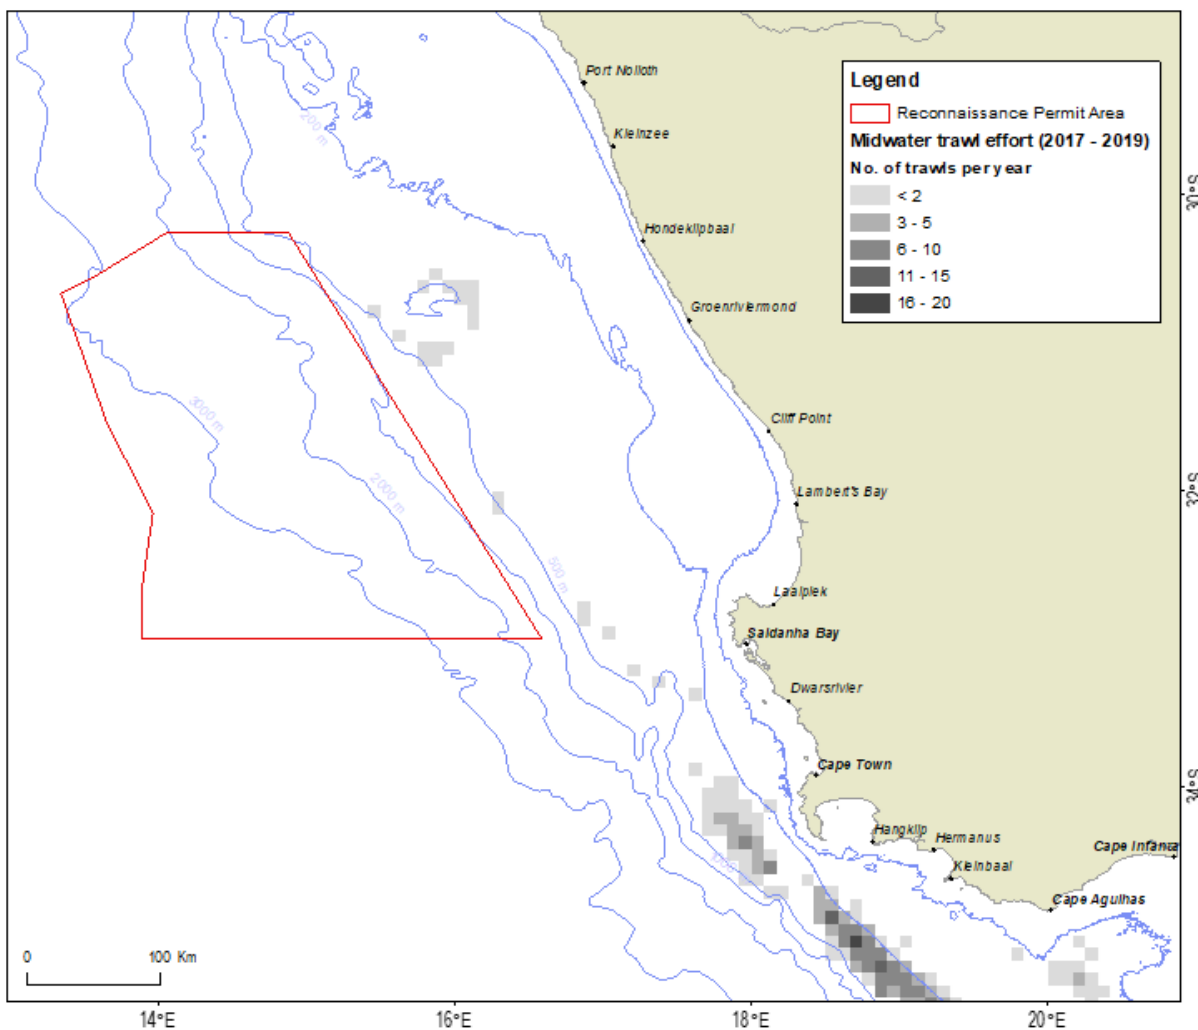 Port Nolloth
Legend
Reconnaissance Permit Area
Midwater trawl effort (2017 - 2019)
No. of trawls per year
< 2
3 - 5
6 - 10
11 - 15
16 - 20
200 m
Kleinzee
30°S
Hondeklipbaai
Groenriviermond
3000 m
Cliff Point
2000 m
Lambert's Bay
32°S
500 m
Laaiplek
Saldanha Bay
Dwarsrivier
Cape Town
34°S
Hangklip
Hermanus
Cape Infanta
1000 m
Kleinbaai
Cape Agulhas
0
100 Km
14°E
16°E
18°E
20°E